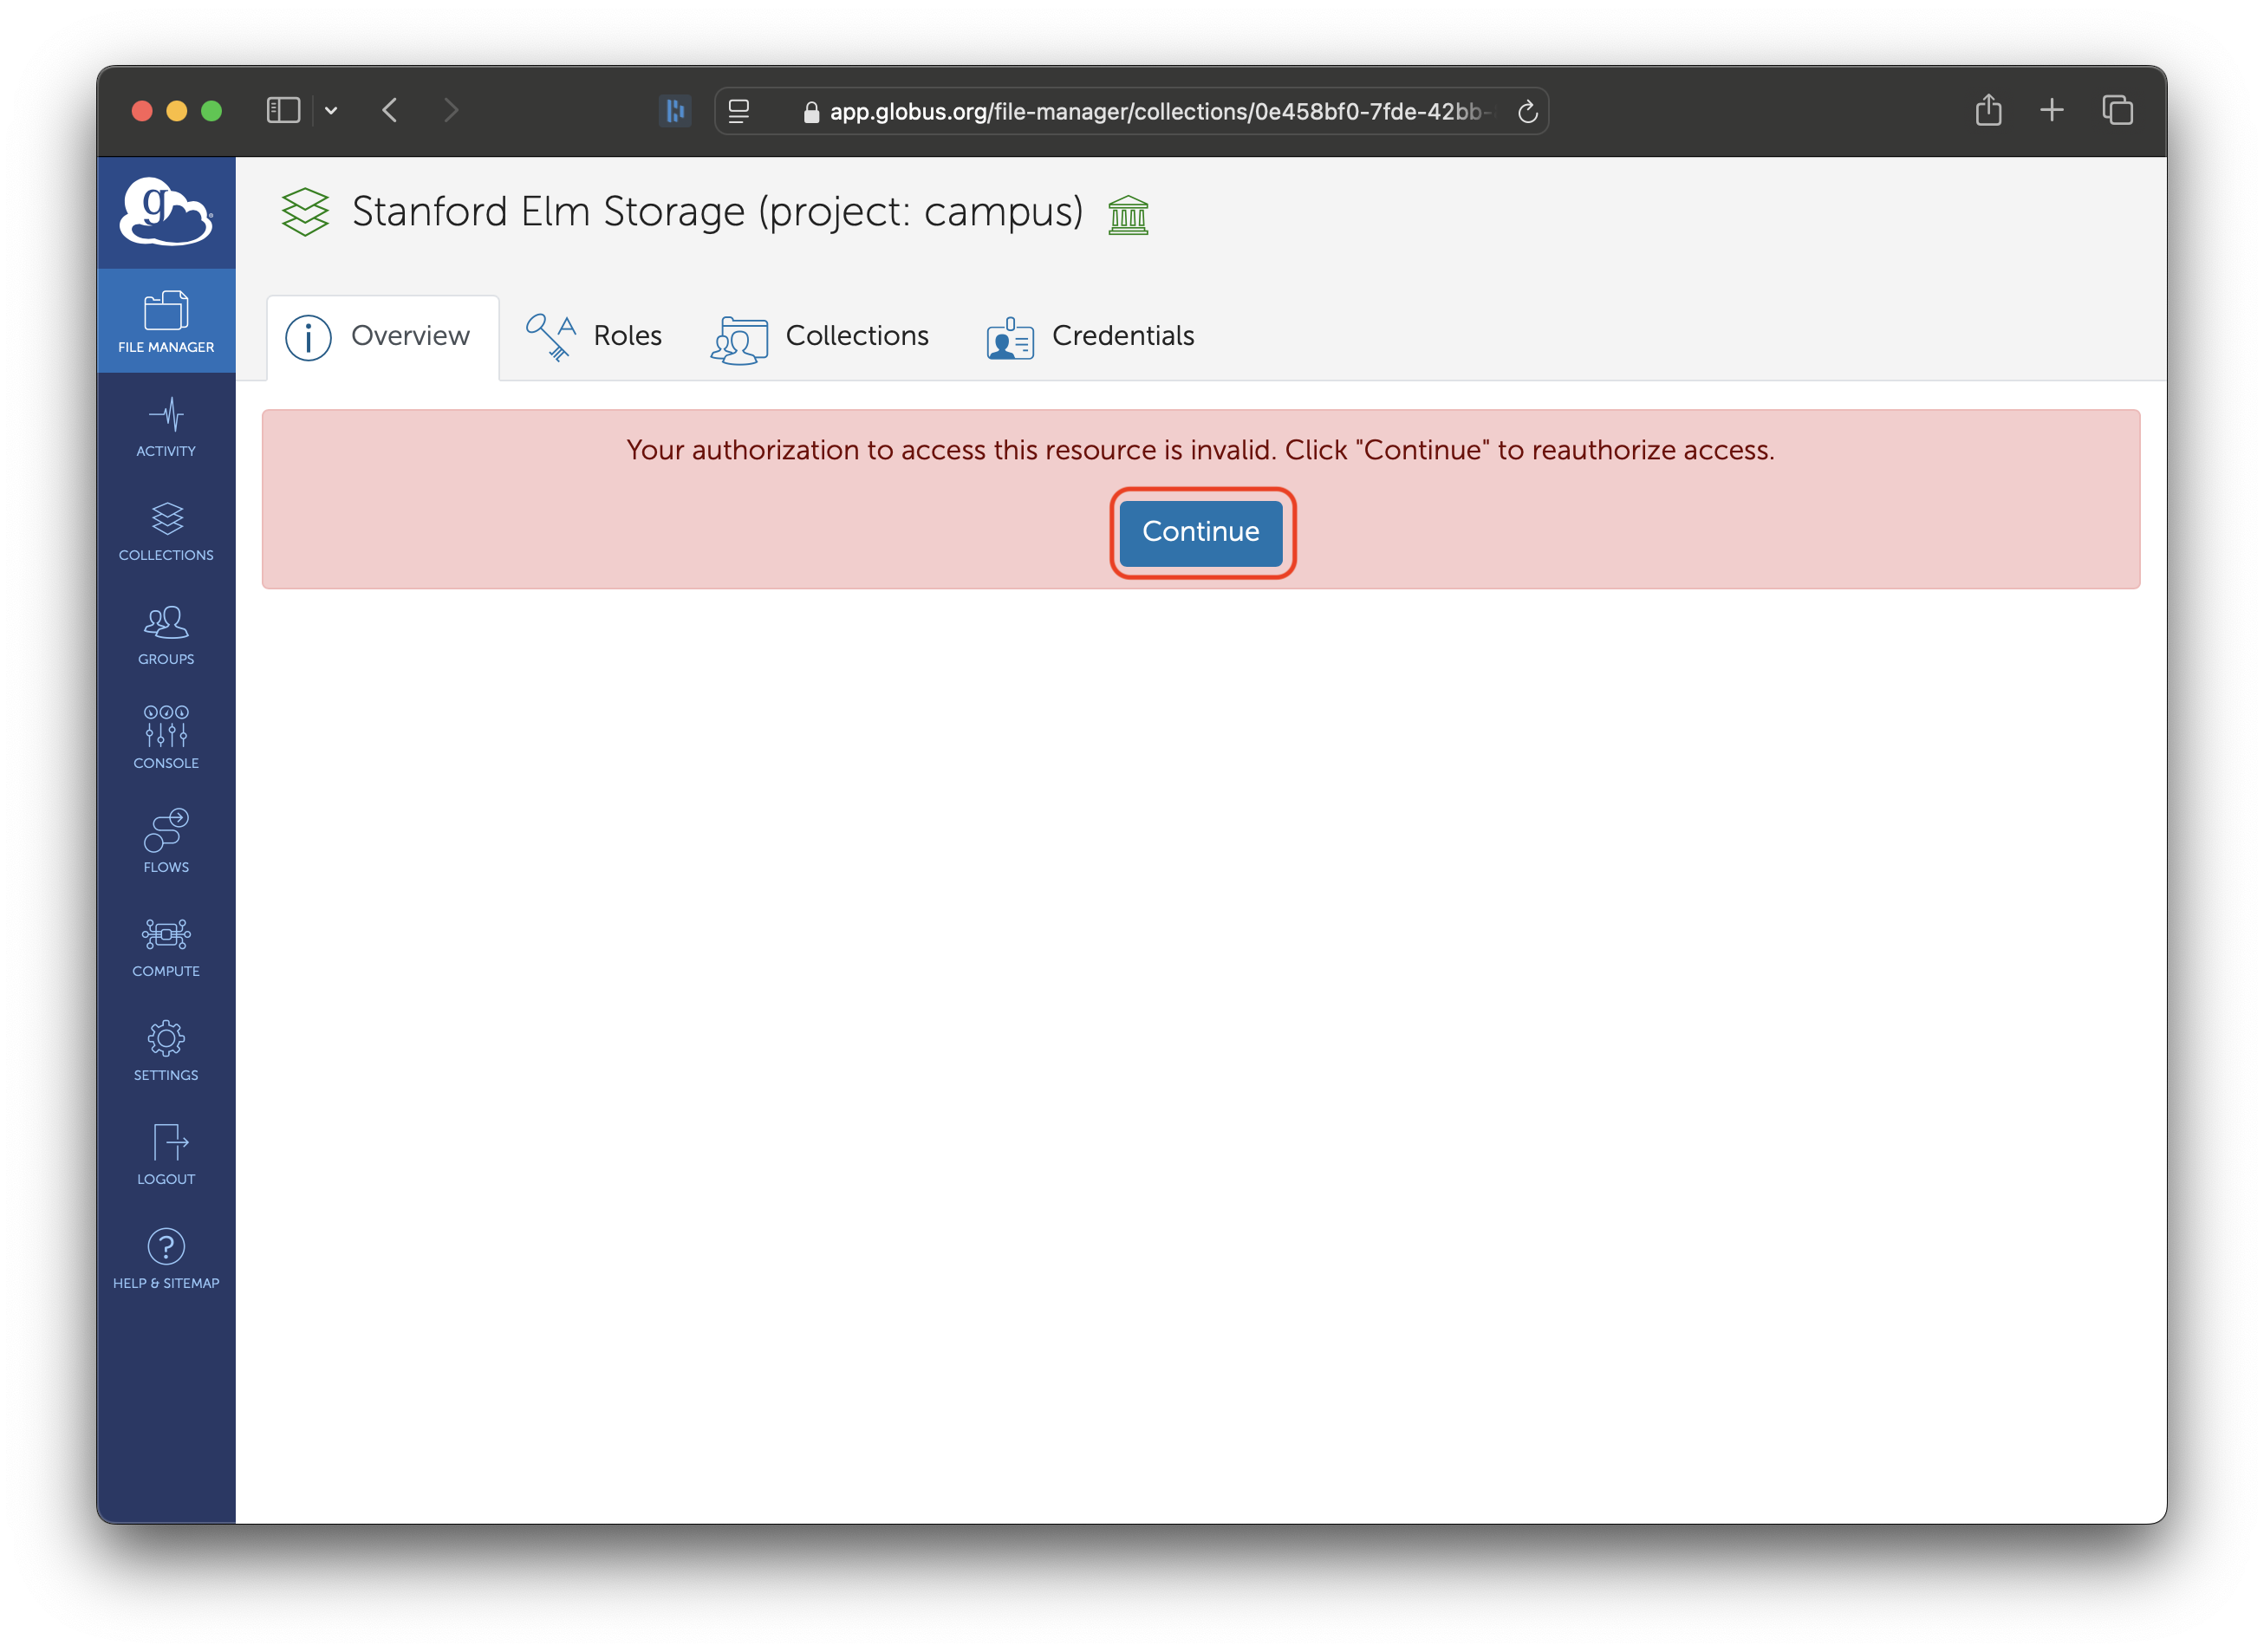 app.globus.org/file-manager/collections/0e458bf0-7fde-42bb-
g
Stanford Elm Storage (project: campus)
FILE MANAGER
ACTIVITY
COLLECTIONS
GROUPS
CONSOLE
FLOWS
COMPUTE
SETTINGS
LOGOUT
HELP & SITEMAP
Overview
Roles
Collections
Credentials
Your authorization to access this resource is invalid. Click "Continue" to reauthorize access.
Continue